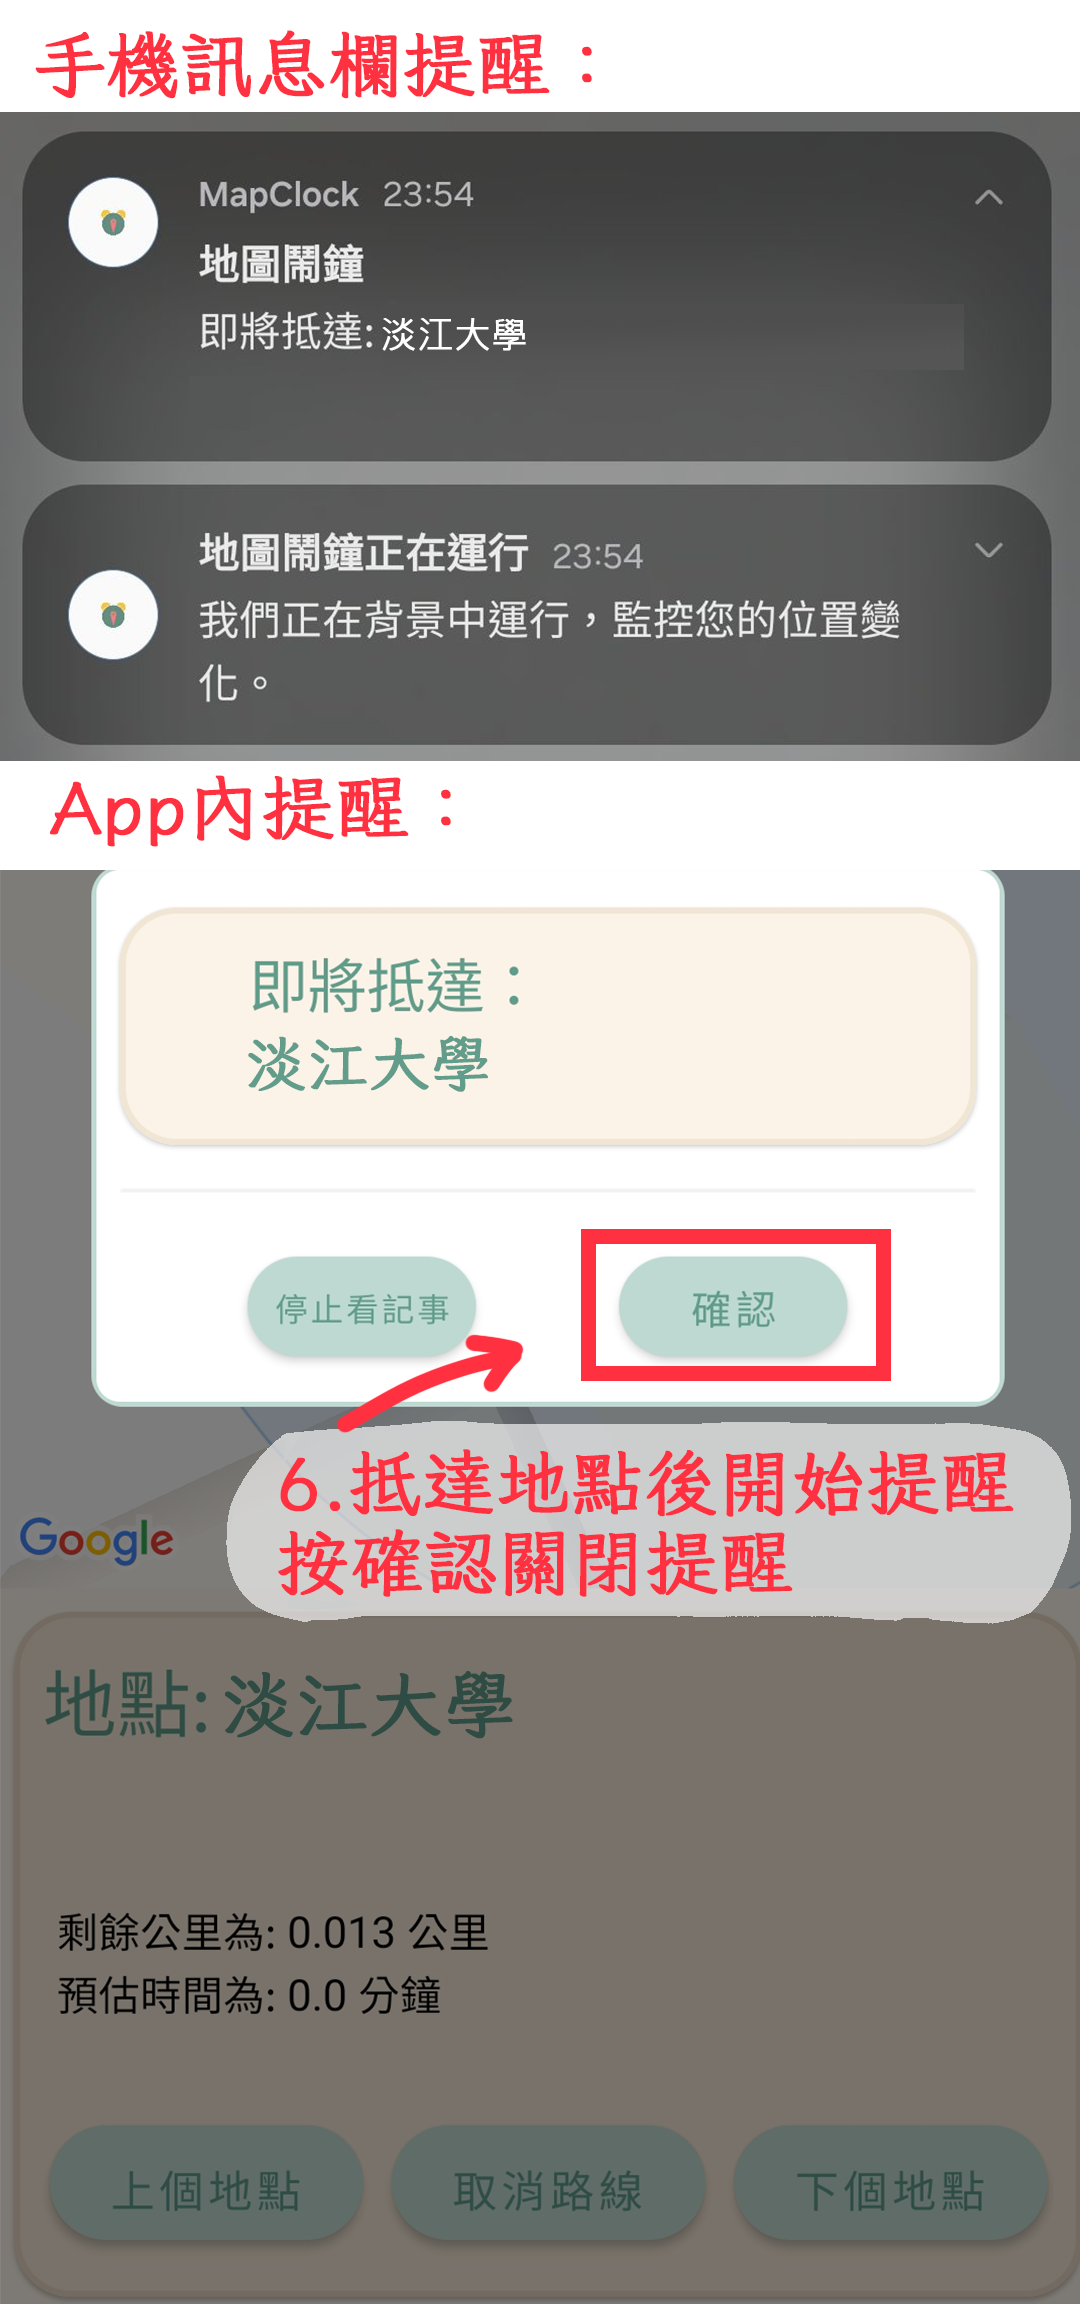 手機訊息欄提醒：
MapClock 23:54
地圖鬧鐘
即將抵達:淡江大學
地圖鬧鐘正在運行 23:54
我們正在背景中運行，監控您的位置變
化。
App內提醒：
即將抵達：
淡江大學
停止看記事
確認
6.抵達地點後開始提醒
按確認關閉提醒
Google
地點:淡江大學
剩餘公里為: 0.013 公里
預估時間為: 0.0 分鐘
上個地點
取消路線
下個地點